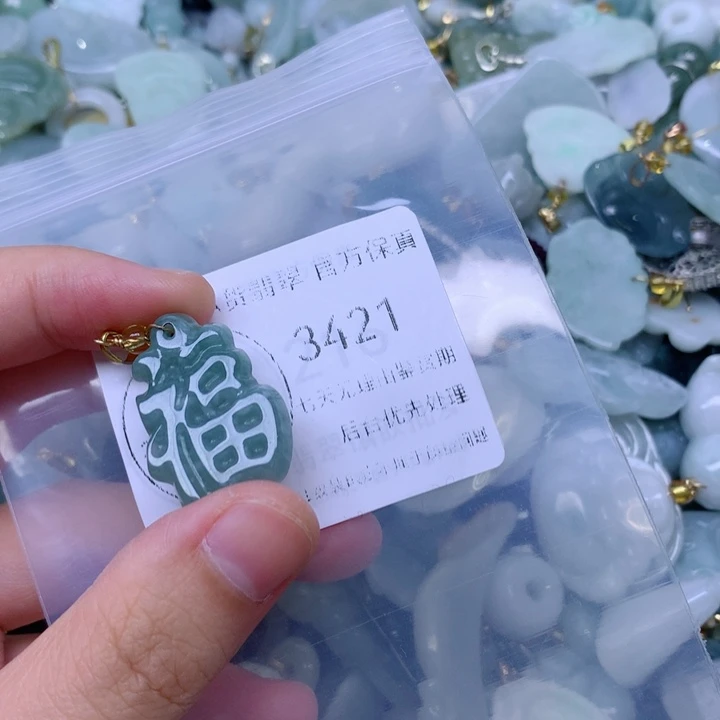 货翡翠 官方保真
3421
七天无理由鉴赏期
后台优先处理
福